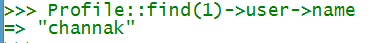 >>> Profile::find(1)->user->name
=> "channak"